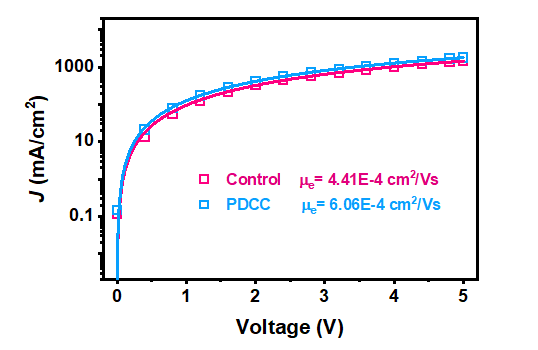 1000
10
0.1
J (mA/cm²)
Control μₑ= 4.41E-4 cm²/Vs
PDCC μₑ= 6.06E-4 cm²/Vs
0 1 2 3 4 5
Voltage (V)